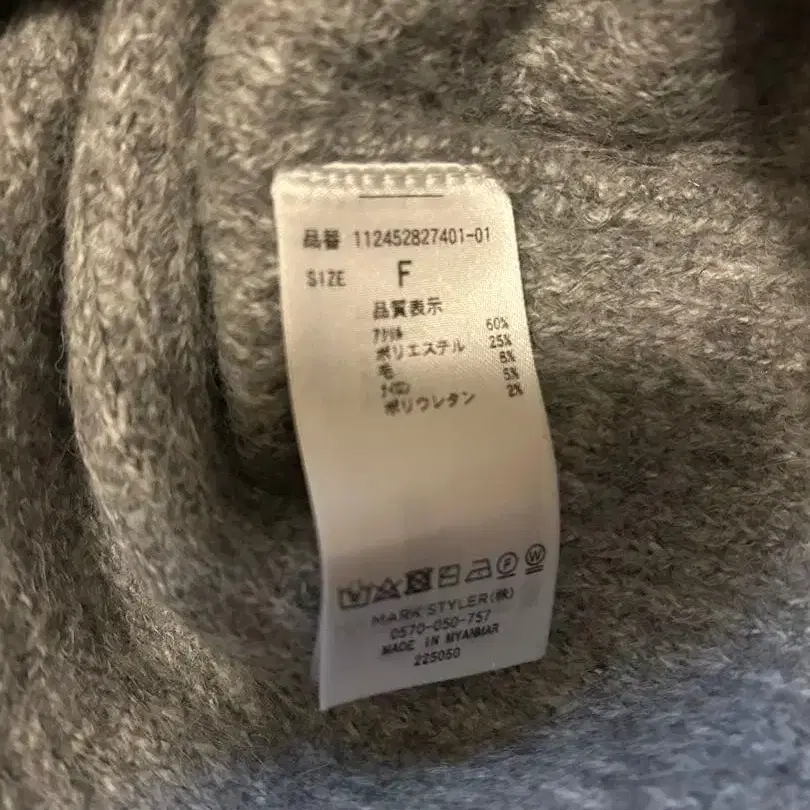 品番 112452827401-01
SIZE F
品質表示
アクリル 60%
ポリエステル 25%
毛 8%
ナイロン 5%
ポリウレタン 2%
F W
MARK STYLER(株)
0570-050-757
MADE IN MYANMAR
225050